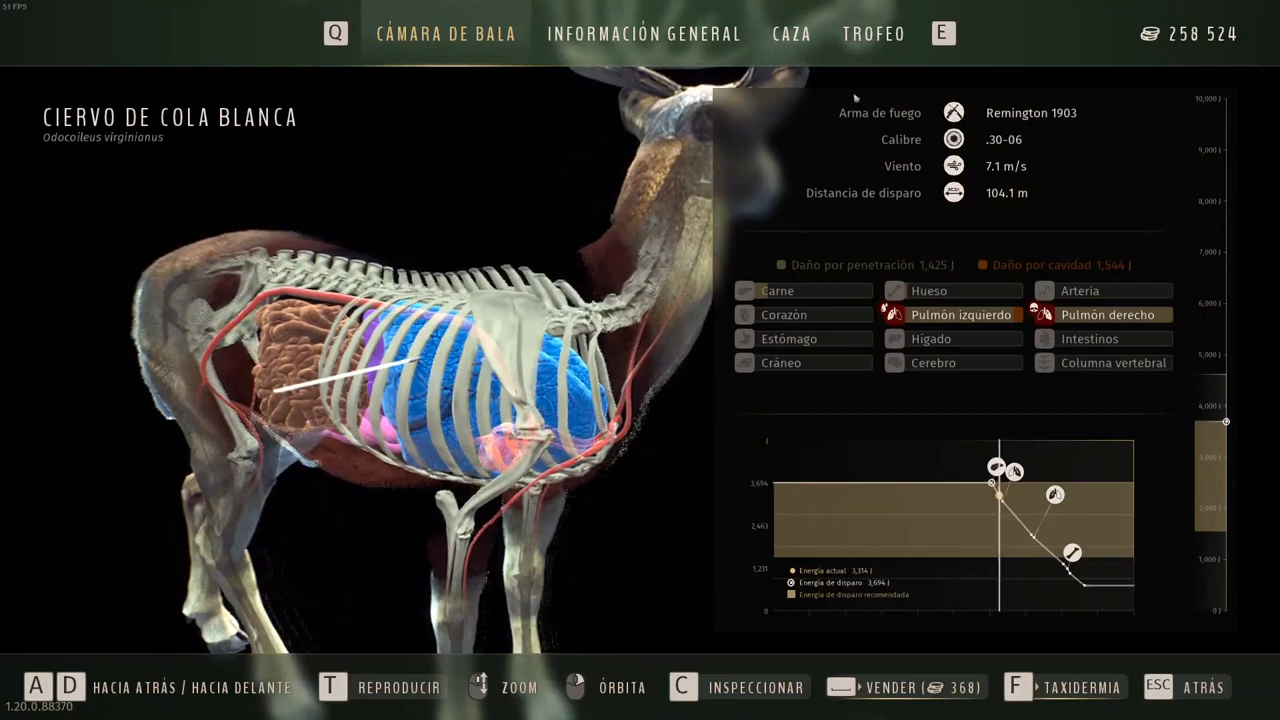 51 FPS
Q CÁMARA DE BALA INFORMACIÓN GENERAL CAZA TROFEO E 258 524
CIERVO DE COLA BLANCA
Odocoileus virginianus
Arma de fuego Remington 1903
Calibre .30-06
Viento 7.1 m/s
Distancia de disparo 104.1 m
Daño por penetración 1,425 J Daño por cavidad 1,544 J
Carne Hueso Arteria
Corazón Pulmón izquierdo Pulmón derecho
Estómago Hígado Intestinos
Cráneo Cerebro Columna vertebral
10,000 J
9,000 J
8,000 J
7,000 J
6,000 J
5,000 J
4,000 J
3,000 J
2,000 J
1,000 J
0 J
J
3,694
2,463
1,231
0
Energía actual 3,314 J
Energía de disparo 3,694 J
Energía de disparo recomendada
A D HACIA ATRÁS / HACIA DELANTE T REPRODUCIR ZOOM ÓRBITA C INSPECCIONAR VENDER ( 368) F TAXIDERMIA ESC ATRÁS
1.20.0.88370